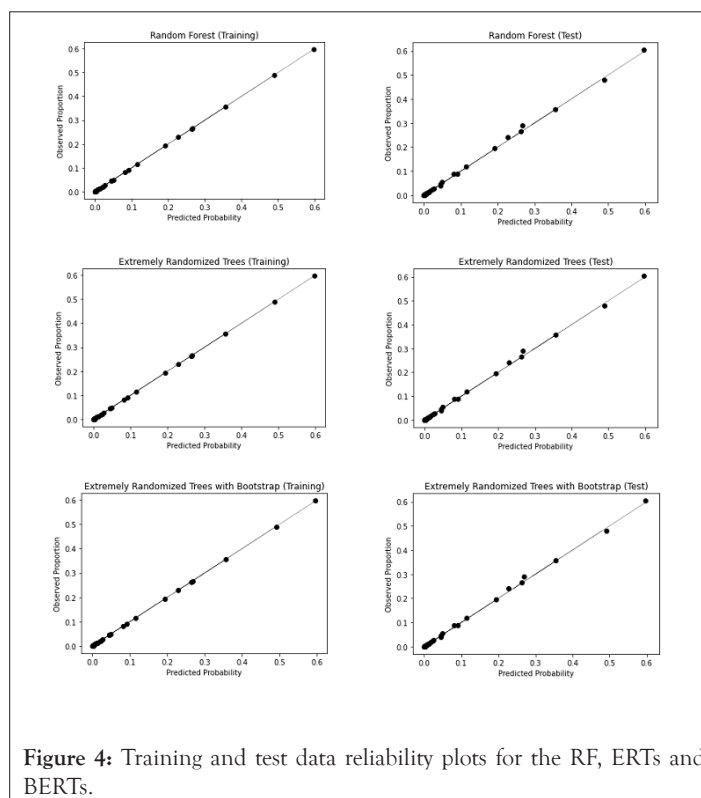 Random Forest (Training)
Observed Proportion
0.6
0.5
0.4
0.3
0.2
0.1
0.0
0.0 0.1 0.2 0.3 0.4 0.5 0.6
Predicted Probability
Random Forest (Test)
Observed Proportion
0.6
0.5
0.4
0.3
0.2
0.1
0.0
0.0 0.1 0.2 0.3 0.4 0.5 0.6
Predicted Probability
Extremely Randomized Trees (Training)
Observed Proportion
0.6
0.5
0.4
0.3
0.2
0.1
0.0
0.0 0.1 0.2 0.3 0.4 0.5 0.6
Predicted Probability
Extremely Randomized Trees (Test)
Observed Proportion
0.6
0.5
0.4
0.3
0.2
0.1
0.0
0.0 0.1 0.2 0.3 0.4 0.5 0.6
Predicted Probability
Extremely Randomized Trees with Bootstrap (Training)
Observed Proportion
0.6
0.5
0.4
0.3
0.2
0.1
0.0
0.0 0.1 0.2 0.3 0.4 0.5 0.6
Predicted Probability
Extremely Randomized Trees with Bootstrap (Test)
Observed Proportion
0.6
0.5
0.4
0.3
0.2
0.1
0.0
0.0 0.1 0.2 0.3 0.4 0.5 0.6
Predicted Probability
Figure 4: Training and test data reliability plots for the RF, ERTs and
BERTs.